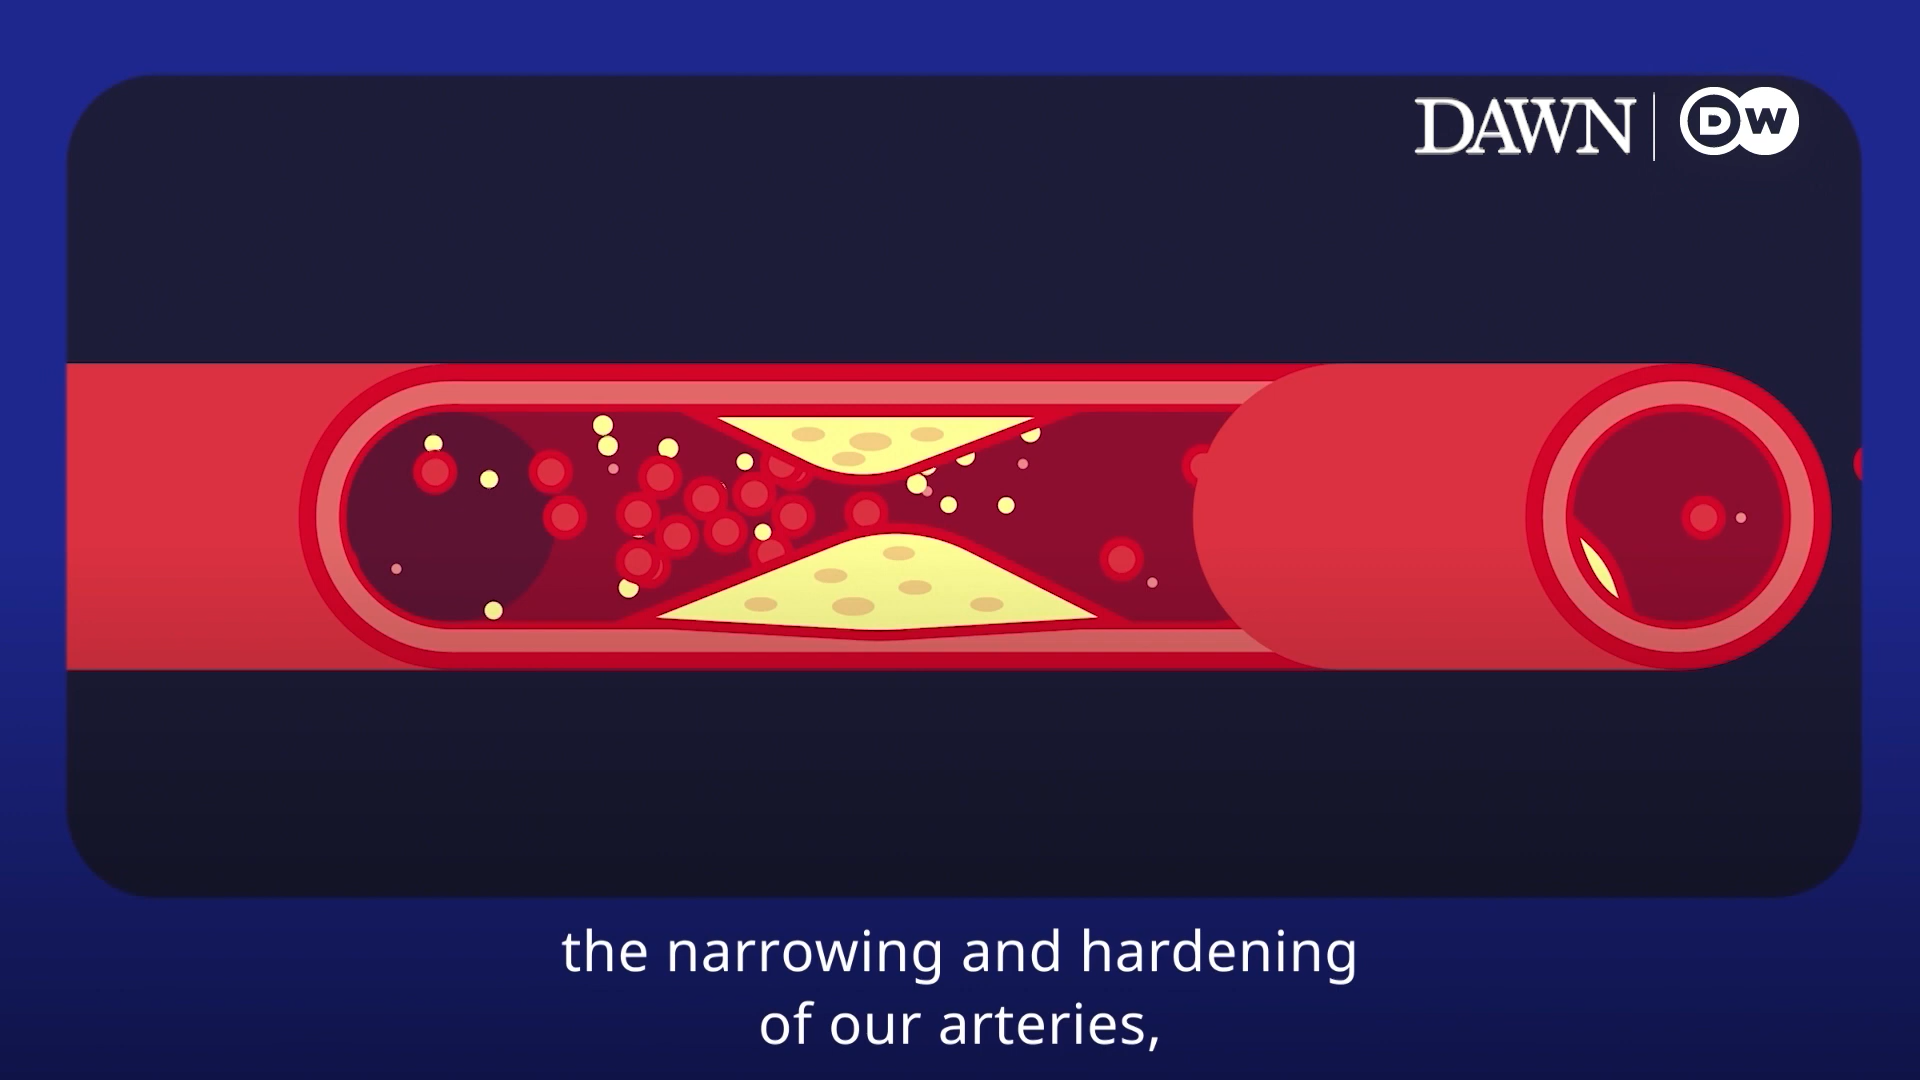 DAWN | DW
the narrowing and hardening
of our arteries,